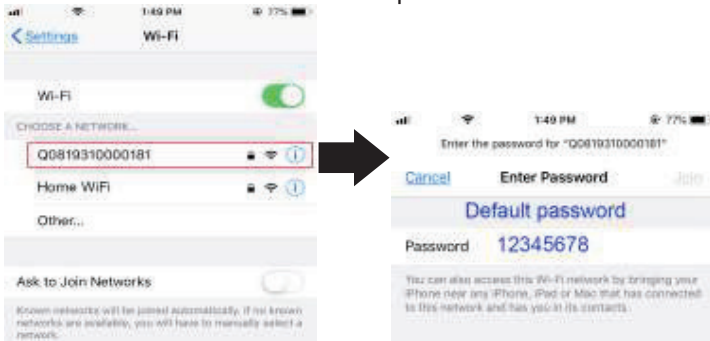 1:49 PM
77%
Settings
Wi-Fi
Wi-Fi
CHOOSE A NETWORK...
Q0819310000181
Home WiFi
Other...
Ask to Join Networks
Known networks will be joined automatically. If no known
networks are available, you will have to manually select a
network.
1:49 PM
77%
Enter the password for "Q0819310000181"
Cancel
Enter Password
Join
Default password
Password 12345678
You can also access this Wi-Fi network by bringing your
iPhone near any iPhone, iPad or Mac that has connected
to this network and has you in its contacts.